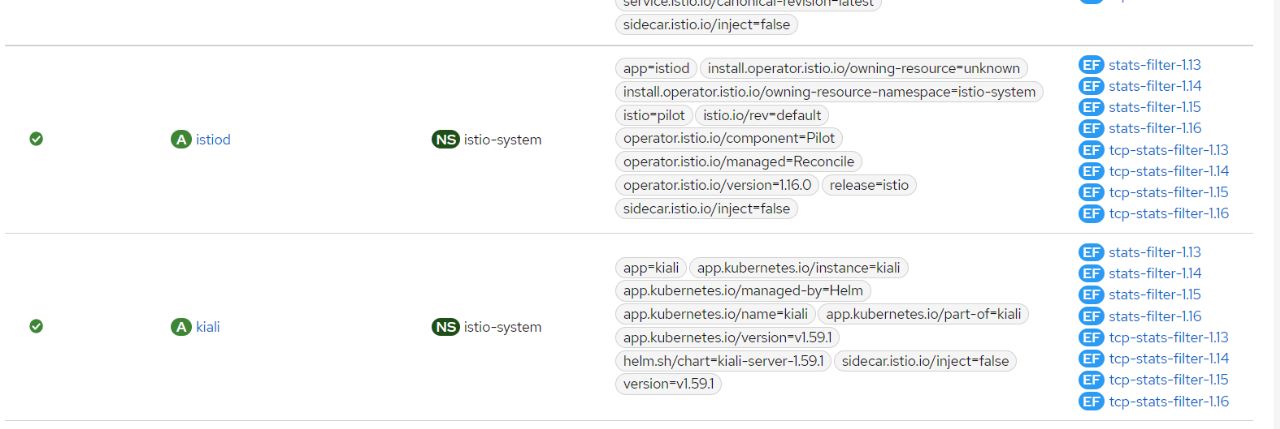 service.istio.io/canonical-revision=latest
sidecar.istio.io/inject=false
A istiod
NS istio-system
app=istiod install.operator.istio.io/owning-resource=unknown
install.operator.istio.io/owning-resource-namespace=istio-system
istio=pilot istio.io/rev=default
operator.istio.io/component=Pilot
operator.istio.io/managed=Reconcile
operator.istio.io/version=1.16.0 release=istio
sidecar.istio.io/inject=false
EF stats-filter-1.13
EF stats-filter-1.14
EF stats-filter-1.15
EF stats-filter-1.16
EF tcp-stats-filter-1.13
EF tcp-stats-filter-1.14
EF tcp-stats-filter-1.15
EF tcp-stats-filter-1.16
A kiali
NS istio-system
app=kiali app.kubernetes.io/instance=kiali
app.kubernetes.io/managed-by=Helm
app.kubernetes.io/name=kiali app.kubernetes.io/part-of=kiali
app.kubernetes.io/version=v1.59.1
helm.sh/chart=kiali-server-1.59.1 sidecar.istio.io/inject=false
version=v1.59.1
EF stats-filter-1.13
EF stats-filter-1.14
EF stats-filter-1.15
EF stats-filter-1.16
EF tcp-stats-filter-1.13
EF tcp-stats-filter-1.14
EF tcp-stats-filter-1.15
EF tcp-stats-filter-1.16